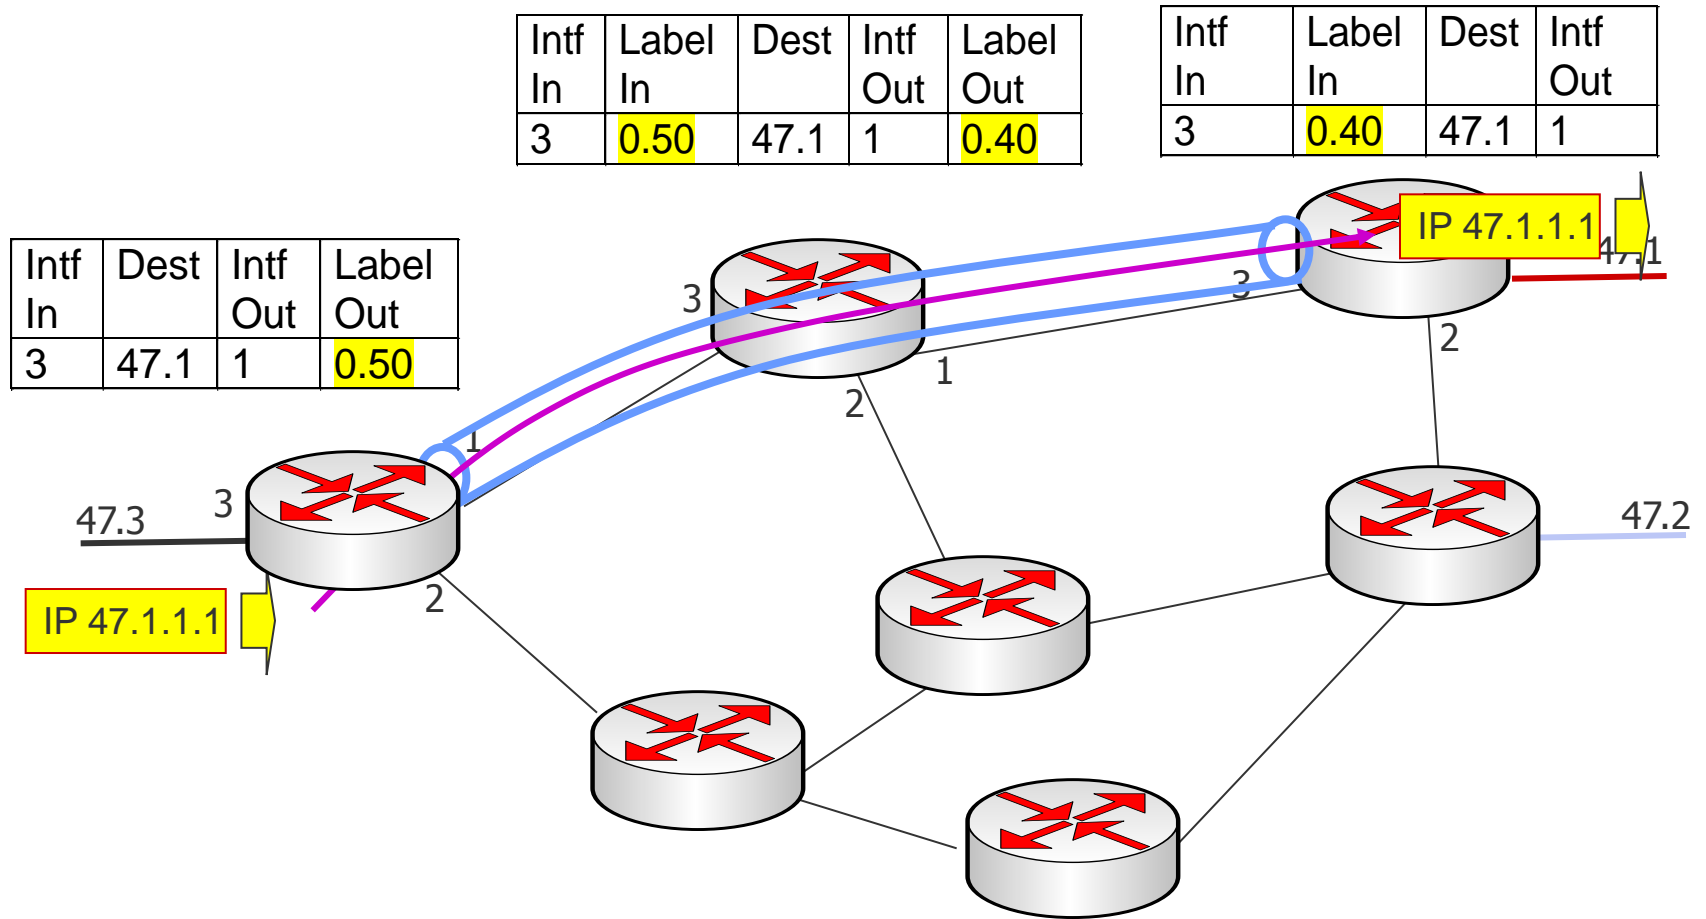 Intf In | Label In | Dest | Intf Out | Label Out
3 | 0.50 | 47.1 | 1 | 0.40
Intf In | Label In | Dest | Intf Out
3 | 0.40 | 47.1 | 1
Intf In | Dest | Intf Out | Label Out
3 | 47.1 | 1 | 0.50
IP 47.1.1.1
47.1
3
3
2
1
2
1
3
47.3
47.2
2
IP 47.1.1.1